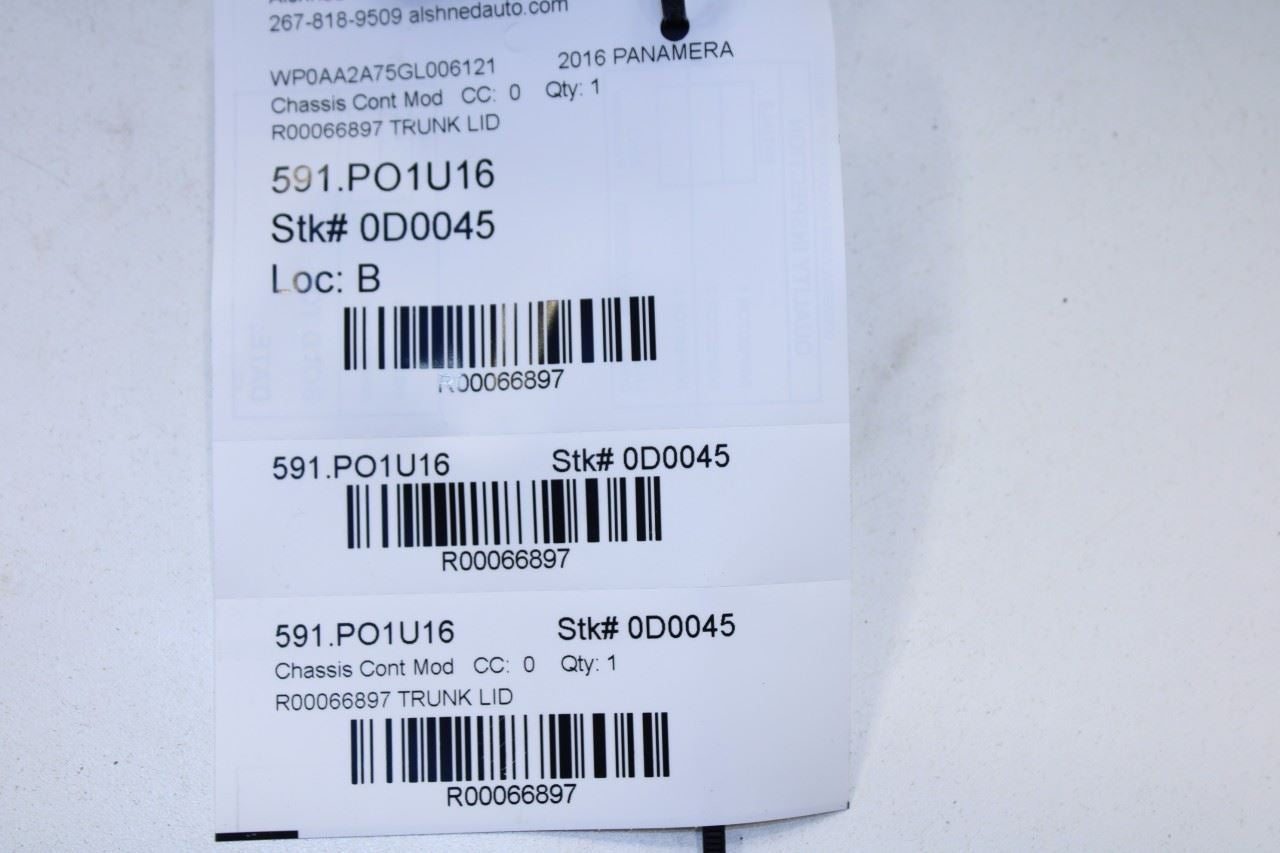 267-818-9509 alshnedauto.com
WP0AA2A75GL006121 2016 PANAMERA
Chassis Cont Mod CC: 0 Qty: 1
R00066897 TRUNK LID
591.PO1U16
Stk# 0D0045
Loc: B
R00066897
591.PO1U16 Stk# 0D0045
R00066897
591.PO1U16 Stk# 0D0045
Chassis Cont Mod CC: 0 Qty: 1
R00066897 TRUNK LID
R00066897